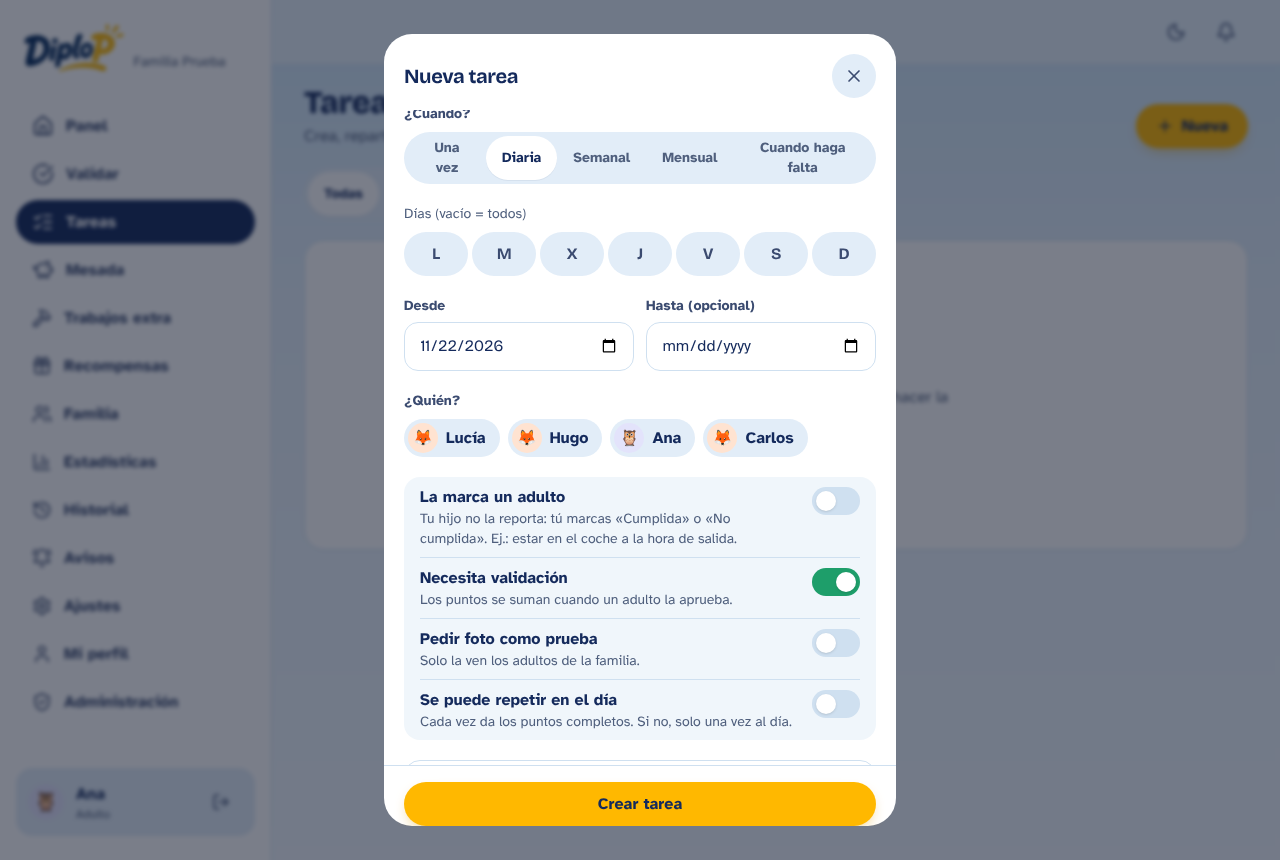 DiploP
Familia Prueba
Panel
Validar
Tareas
Mesada
Trabajos extra
Recompensas
Familia
Estadísticas
Historial
Avisos
Ajustes
Mi perfil
Administración
Ana
Adulto
Tarea
Crea, repart
Todas
Nueva
hacer la
Nueva tarea
¿Cuándo?
Una vez
Diaria
Semanal
Mensual
Cuando haga falta
Días (vacío = todos)
L M X J V S D
Desde
Hasta (opcional)
11/22/2026
mm/dd/yyyy
¿Quién?
Lucía
Hugo
Ana
Carlos
La marca un adulto
Tu hijo no la reporta: tú marcas «Cumplida» o «No
cumplida». Ej.: estar en el coche a la hora de salida.
Necesita validación
Los puntos se suman cuando un adulto la aprueba.
Pedir foto como prueba
Solo la ven los adultos de la familia.
Se puede repetir en el día
Cada vez da los puntos completos. Si no, solo una vez al día.
Crear tarea